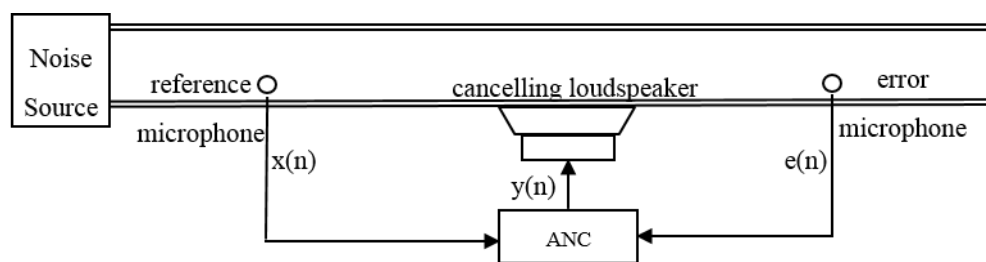 Noise
Source
reference
microphone
x(n)
cancelling loudspeaker
y(n)
ANC
error
microphone
e(n)